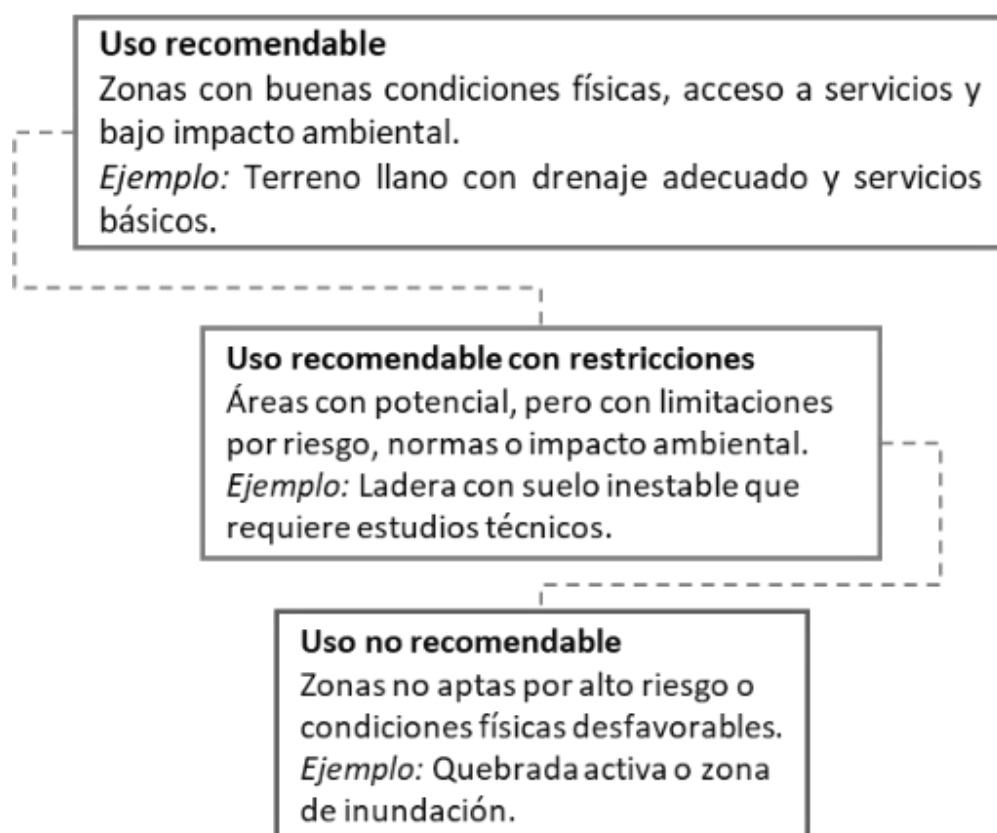 Uso recomendable
Zonas con buenas condiciones físicas, acceso a servicios y
bajo impacto ambiental.
Ejemplo: Terreno llano con drenaje adecuado y servicios
básicos.
Uso recomendable con restricciones
Áreas con potencial, pero con limitaciones
por riesgo, normas o impacto ambiental.
Ejemplo: Ladera con suelo inestable que
requiere estudios técnicos.
Uso no recomendable
Zonas no aptas por alto riesgo o
condiciones físicas desfavorables.
Ejemplo: Quebrada activa o zona
de inundación.